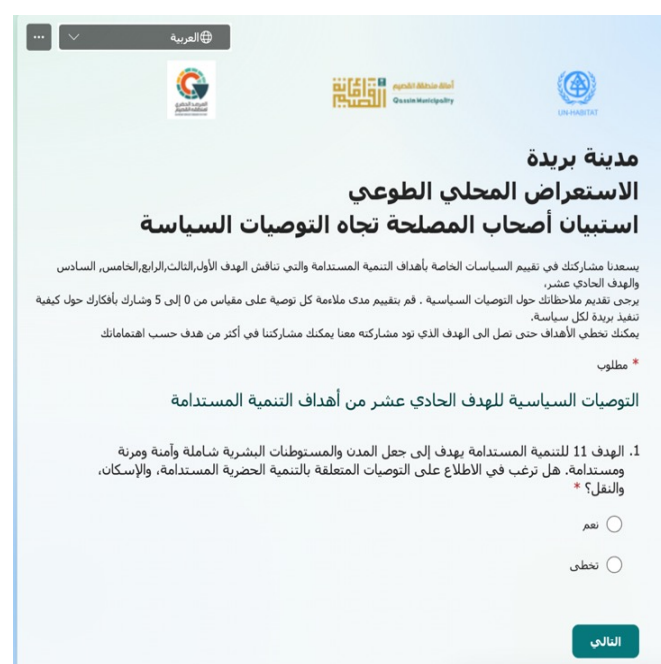 العربية
أمانة منطقة القصيم
Qassim Municipality
UN-HABITAT
مدينة بريدة
الاستعراض المحلي الطوعي
استبيان أصحاب المصلحة تجاه التوصيات السياسة
يسعدنا مشاركتك في تقييم السياسات الخاصة بأهداف التنمية المستدامة والتي تناقش الهدف الأول,الثالث,الرابع,الخامس, السادس
والهدف الحادي عشر,
يرجى تقديم ملاحظاتك حول التوصيات السياسية . قم بتقييم مدى ملاءمة كل توصية على مقياس من 0 إلى 5 وشارك بأفكارك حول كيفية
تنفيذ بريدة لكل سياسة.
يمكنك تخطي الأهداف حتى تصل الى الهدف الذي تود مشاركته معنا يمكنك مشاركتنا في أكثر من هدف حسب اهتماماتك
* مطلوب
التوصيات السياسية للهدف الحادي عشر من أهداف التنمية المستدامة
1. الهدف 11 للتنمية المستدامة يهدف إلى جعل المدن والمستوطنات البشرية شاملة وآمنة ومرنة
ومستدامة. هل ترغب في الاطلاع على التوصيات المتعلقة بالتنمية الحضرية المستدامة، والإسكان،
والنقل؟ *
نعم
تخطى
التالي